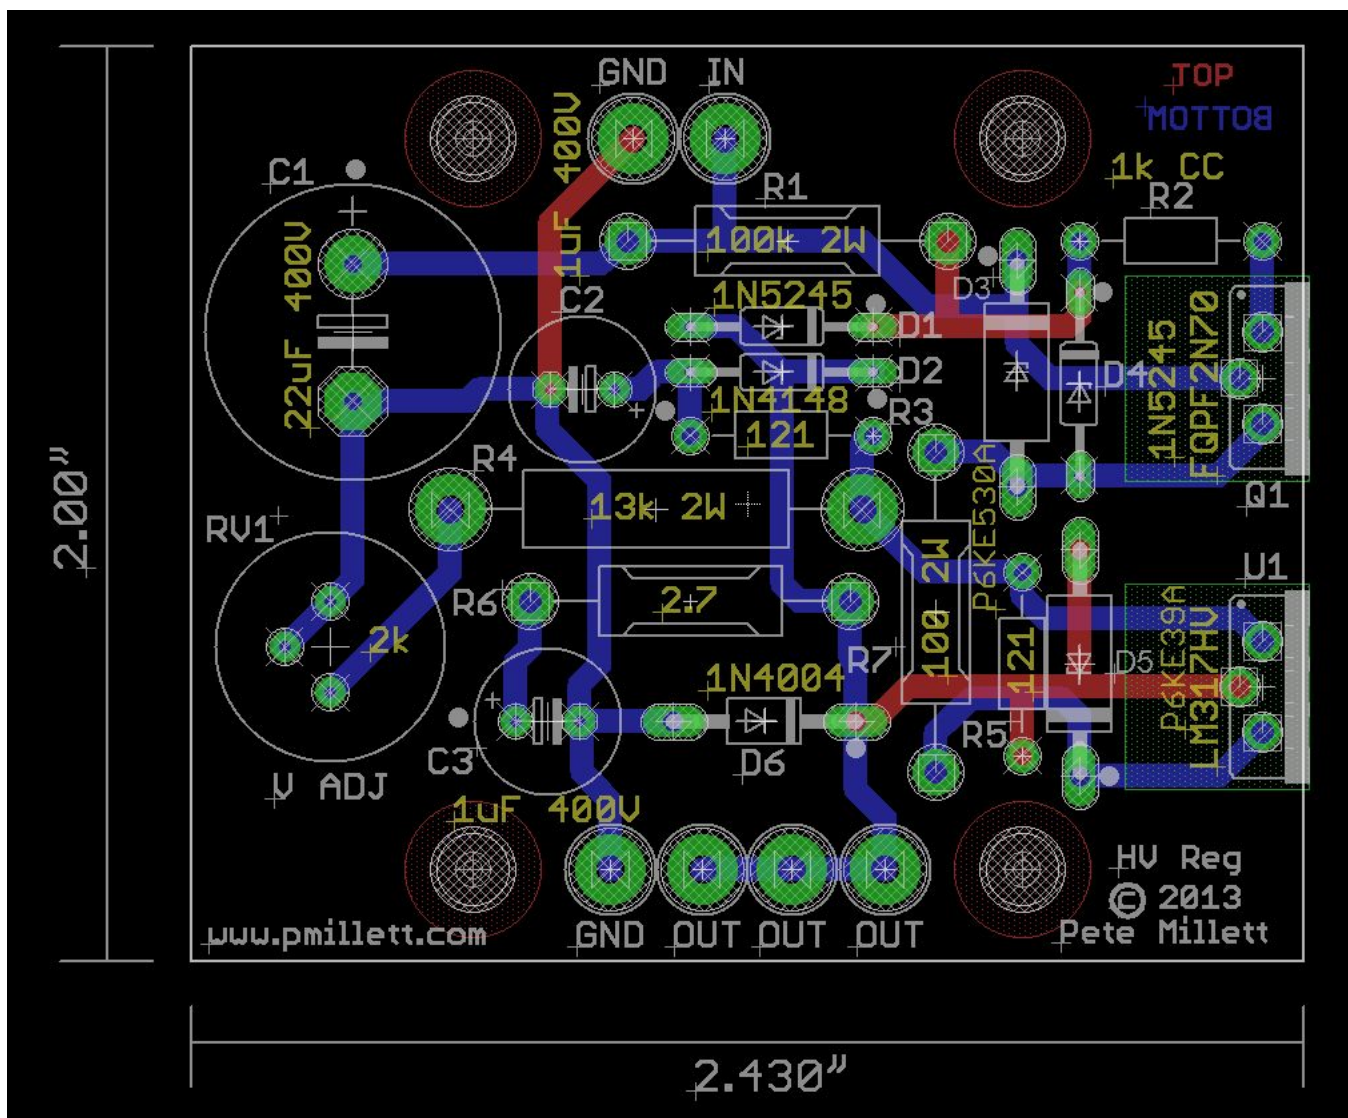 GND IN
TOP
BOTTOM
C1
400V
1uF
1k CC
R1
R2
100k 2W
400V
22uF
C2
1N5245
D3
D1
D2
1N4148
D4
1N5245
FQPF2N70
R3
121
R4
13k 2W
P6KE530A
Q1
RV1
2k
R6
2.7
100 2W
U1
R7
121
D5
P6KE39A
LM317HV
1N4004
R5
C3
D6
V ADJ
1uF 400V
HV Reg
© 2013
Pete Millett
www.pmillett.com
GND OUT OUT OUT
2.00"
2.430"